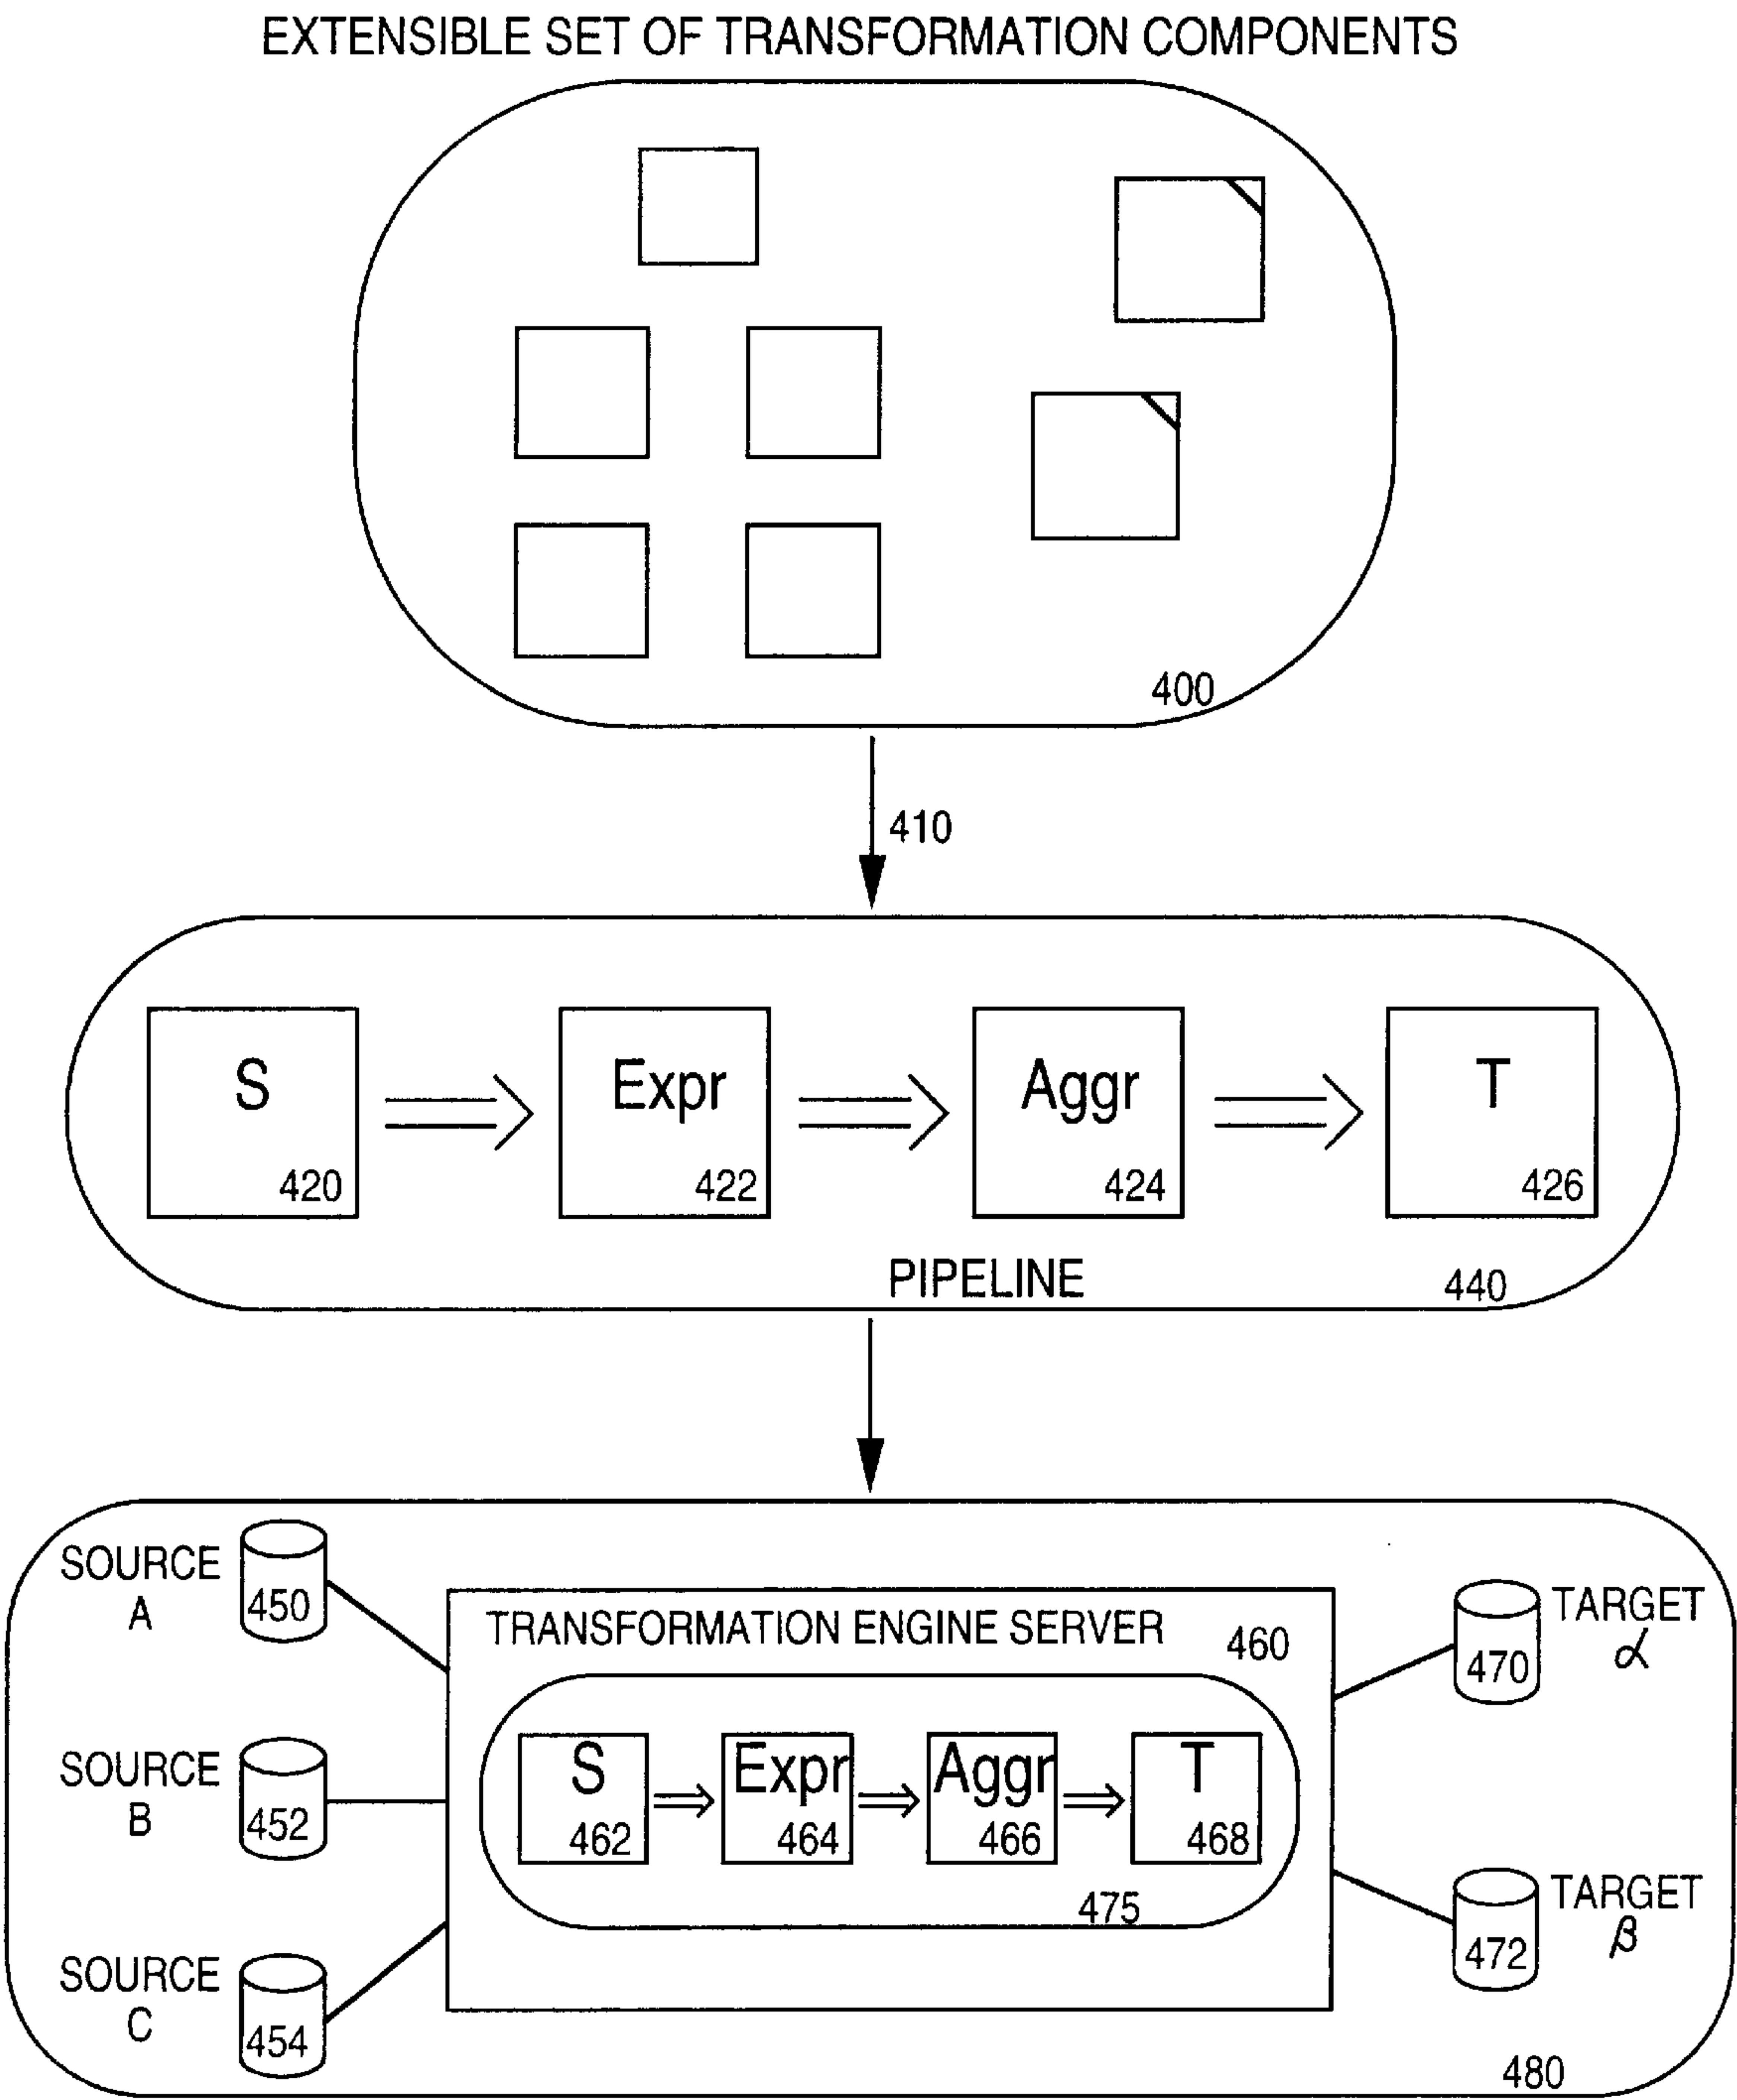 EXTENSIBLE SET OF TRANSFORMATION COMPONENTS
400
410
S
420
Expr
422
Aggr
424
T
426
PIPELINE
440
SOURCE
A
450
SOURCE
B
452
SOURCE
C
454
TRANSFORMATION ENGINE SERVER
460
S
462
Expr
464
Aggr
466
T
468
475
470
TARGET
α
472
TARGET
β
480